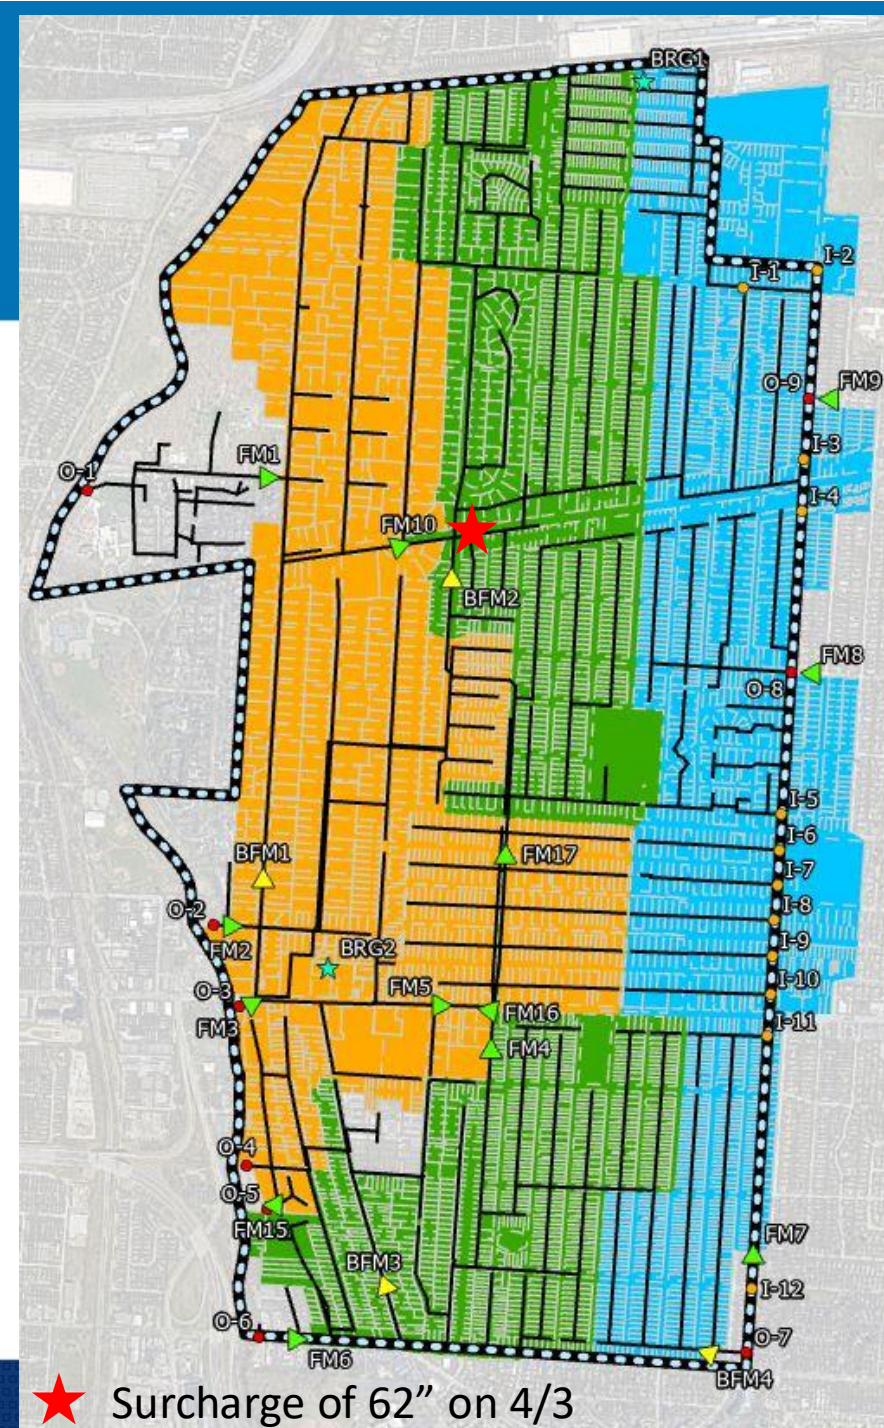 BRG1
I-2
I-1
O-9
FM9
I-3
FM1
O-1
I-4
FM10
BFM2
FM8
O-8
I-5
I-6
BFM1
FM17
I-7
O-2
I-8
FM2
BRG2
I-9
O-3
FM5
I-10
FM3
FM16
I-11
FM4
O-4
O-5
FM15
FM7
BFM3
I-12
O-6
O-7
FM6
BFM4
Surcharge of 62” on 4/3